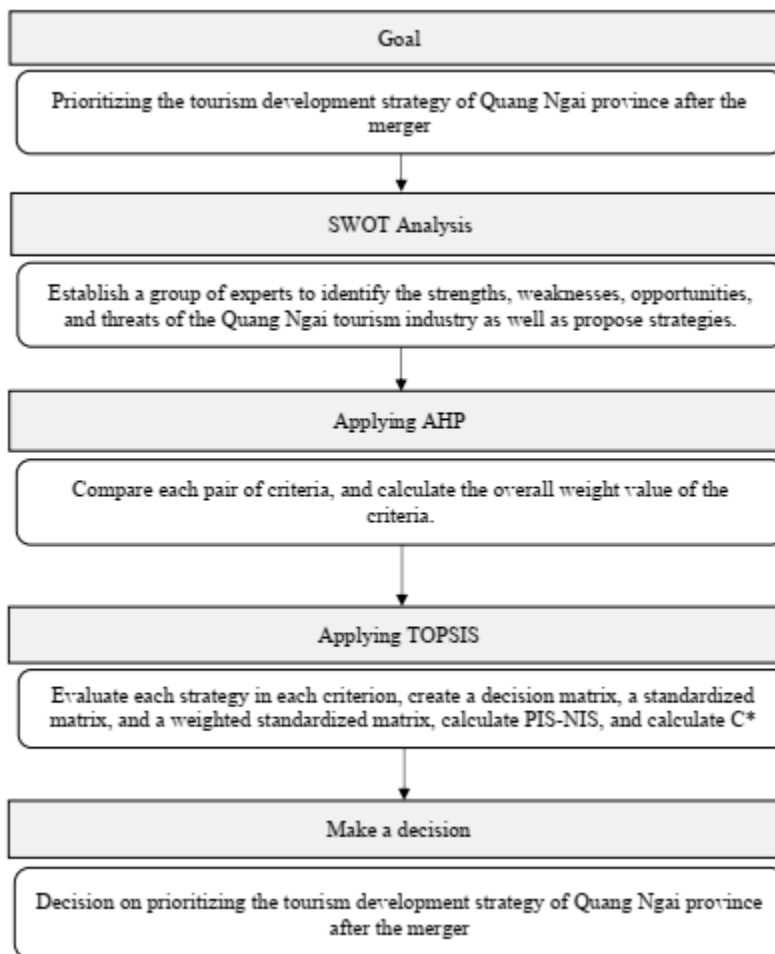 Goal
Prioritizing the tourism development strategy of Quang Ngai province after the
merger
SWOT Analysis
Establish a group of experts to identify the strengths, weaknesses, opportunities,
and threats of the Quang Ngai tourism industry as well as propose strategies.
Applying AHP
Compare each pair of criteria, and calculate the overall weight value of the
criteria.
Applying TOPSIS
Evaluate each strategy in each criterion, create a decision matrix, a standardized
matrix, and a weighted standardized matrix, calculate PIS-NIS, and calculate C*
Make a decision
Decision on prioritizing the tourism development strategy of Quang Ngai province
after the merger